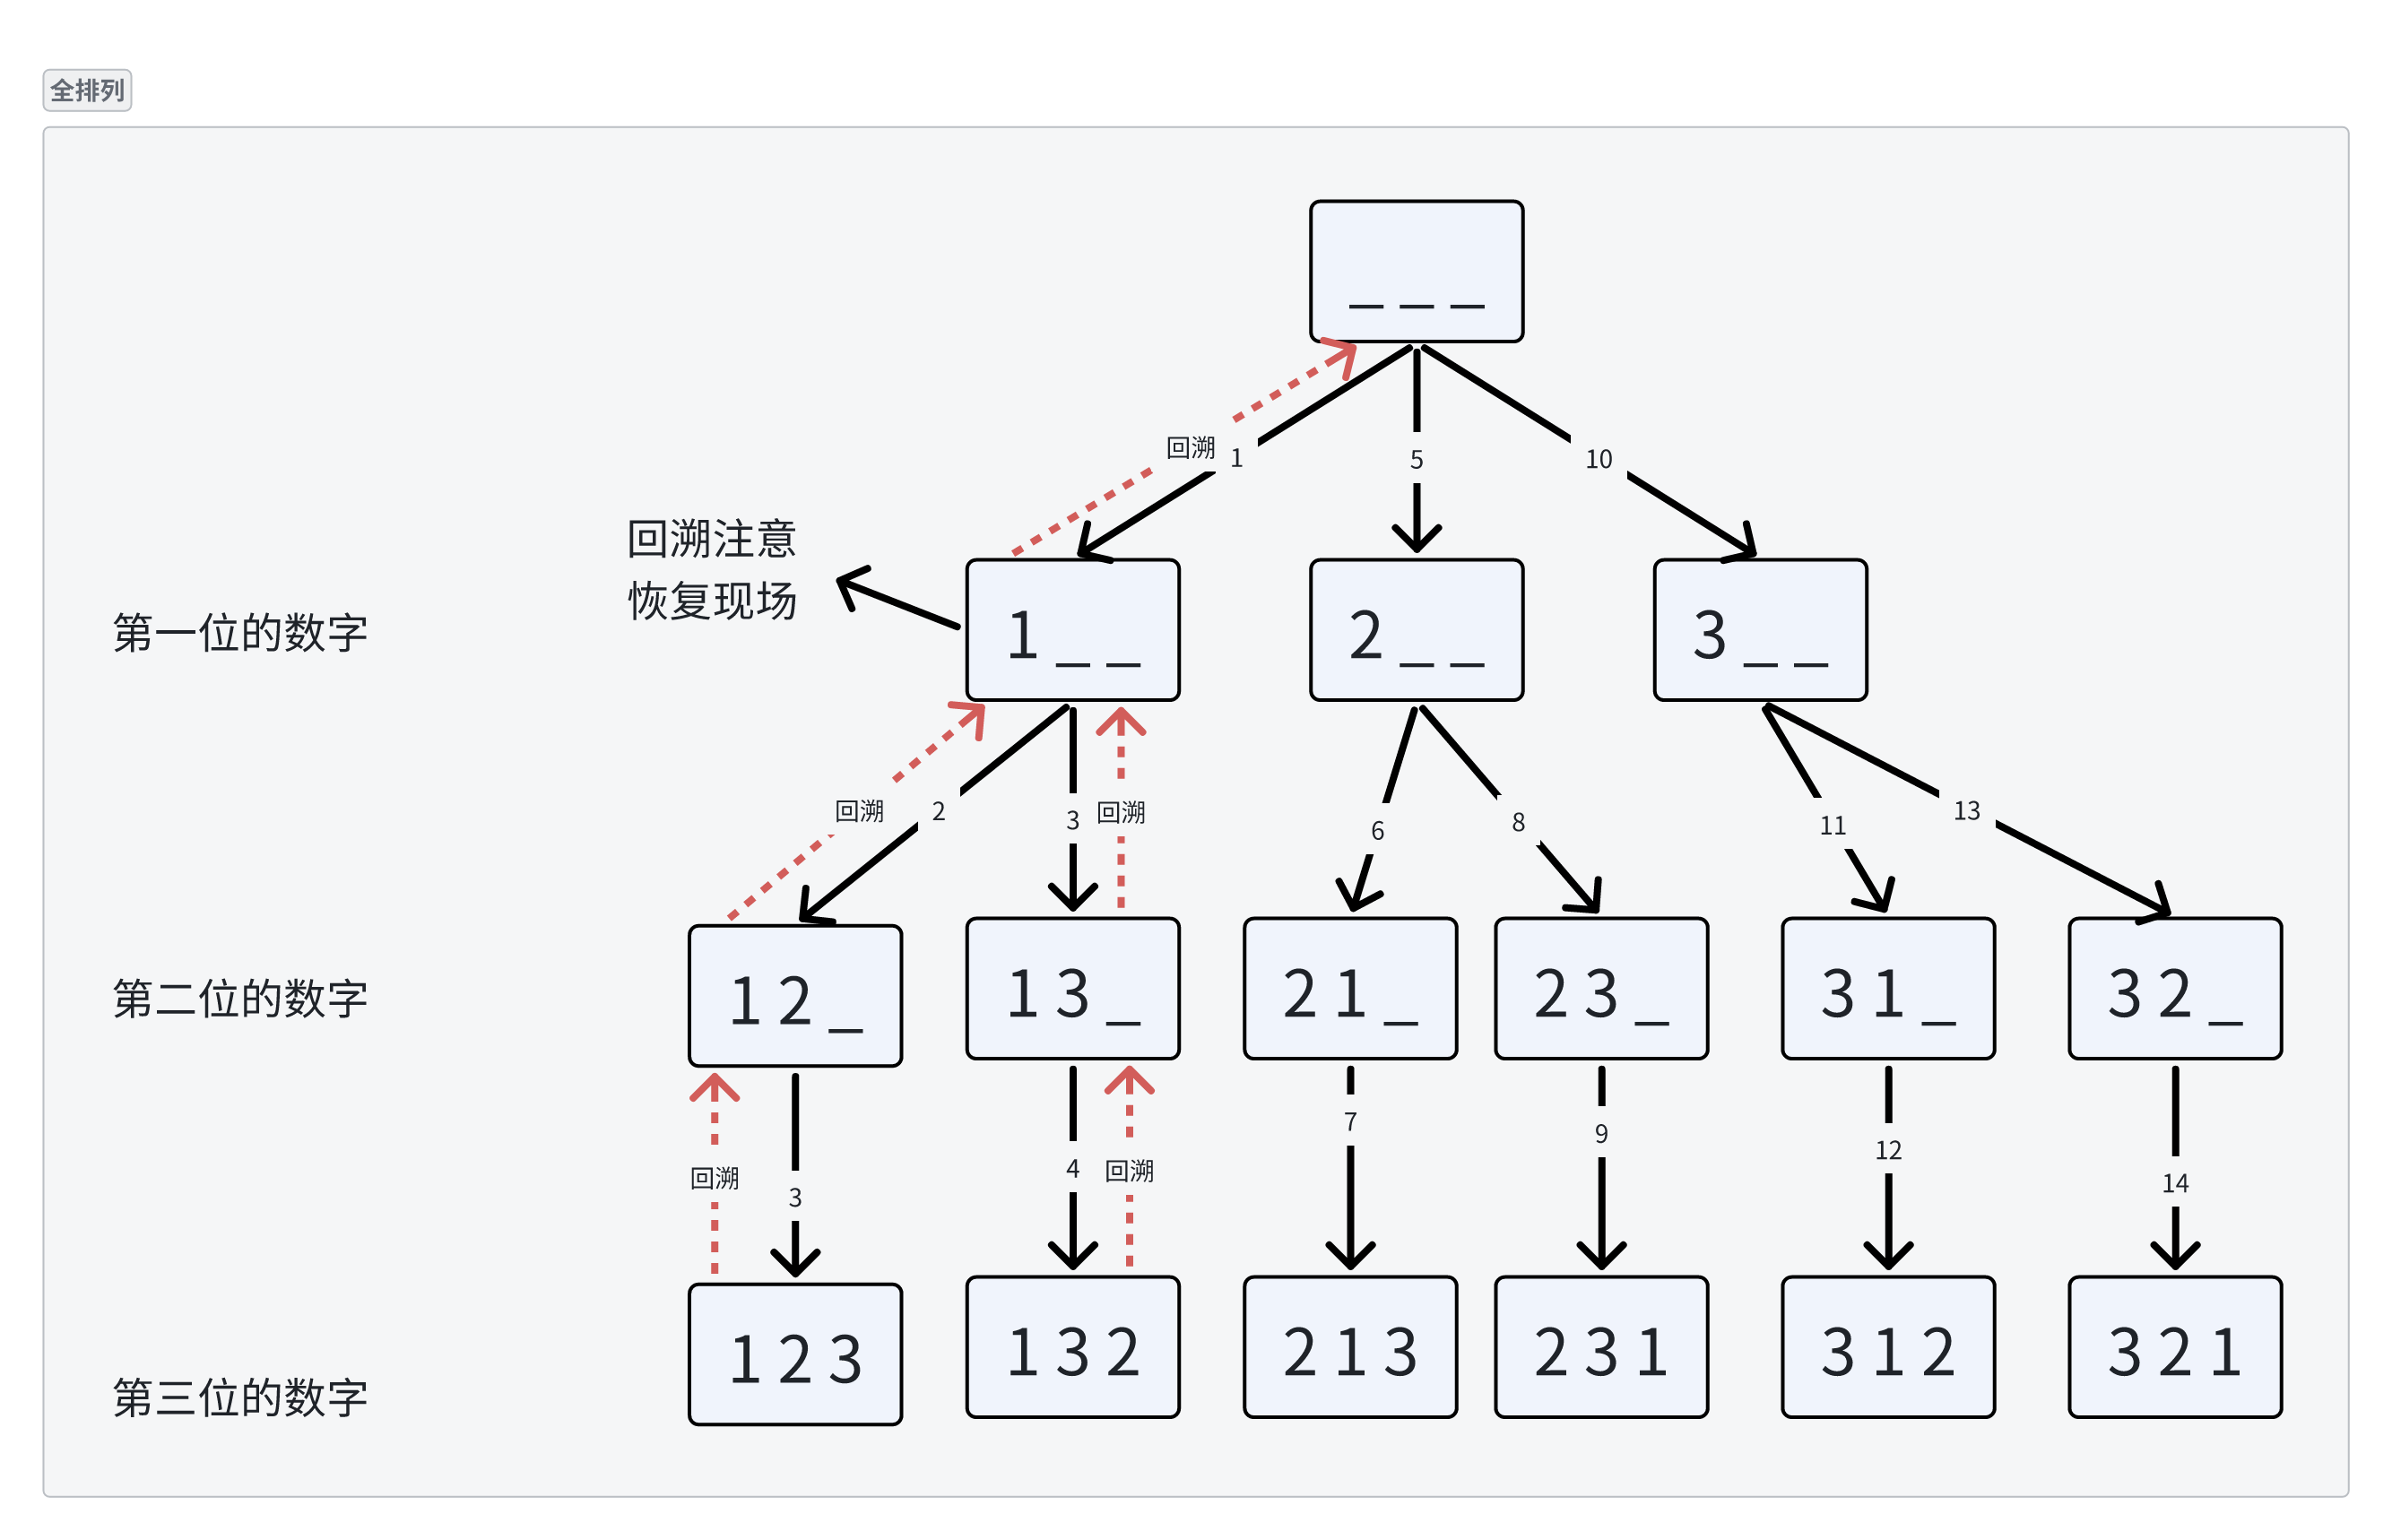 全排列
_ _ _
回溯
1
5
10
回溯注意
恢复现场
第一位的数字
1 _ _
2 _ _
3 _ _
回溯
2
3
回溯
6
8
11
13
第二位的数字
1 2 _
1 3 _
2 1 _
2 3 _
3 1 _
3 2 _
回溯
3
4
回溯
7
9
12
14
第三位的数字
1 2 3
1 3 2
2 1 3
2 3 1
3 1 2
3 2 1